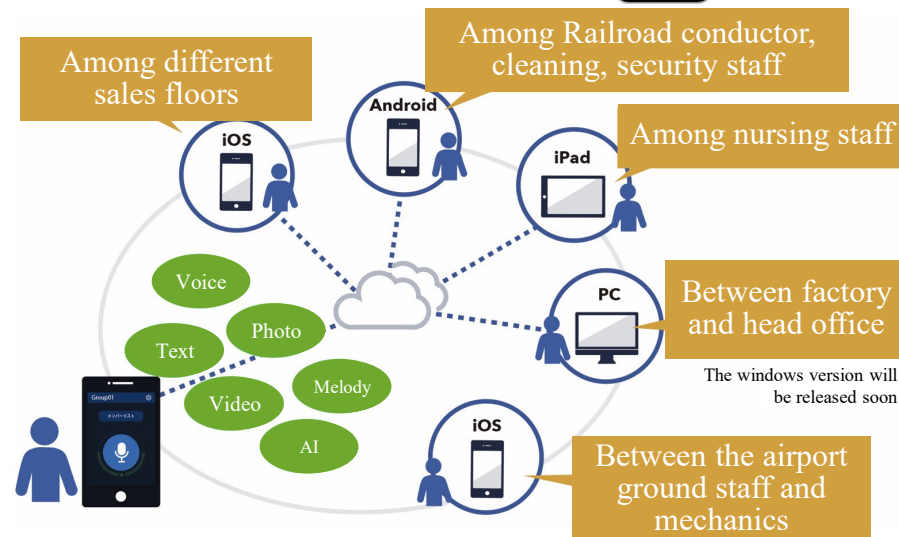 Among different
sales floors
Among Railroad conductor,
cleaning, security staff
Android
iOS
Among nursing staff
iPad
Voice
Photo
Text
Video
Melody
AI
PC
Between factory
and head office
The windows version will
be released soon
Group01
メンバーリスト
iOS
Between the airport
ground staff and
mechanics